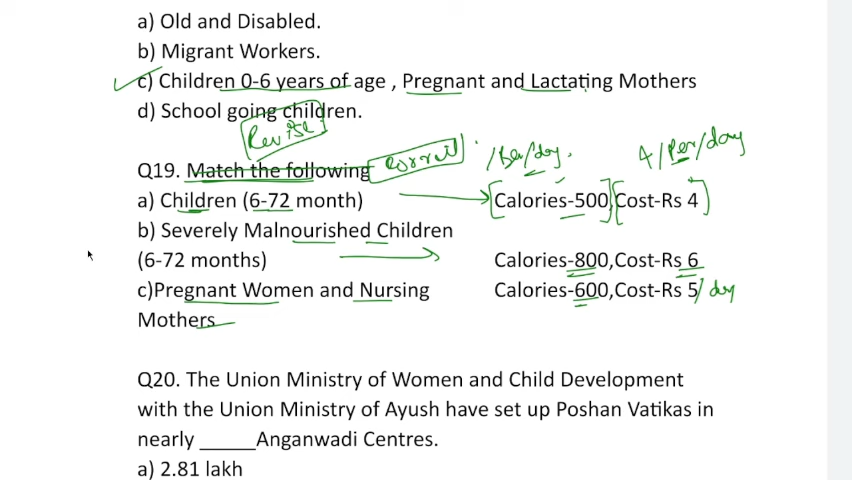 a) Old and Disabled.
b) Migrant Workers.
c) Children 0-6 years of age , Pregnant and Lactating Mothers
d) School going children.
Revise
Q19. Match the following correct /Per/day. 4/Per/day
a) Children (6-72 month) Calories-500,Cost-Rs 4
b) Severely Malnourished Children
(6-72 months) Calories-800,Cost-Rs 6
c)Pregnant Women and Nursing Calories-600,Cost-Rs 5/day
Mothers
Q20. The Union Ministry of Women and Child Development
with the Union Ministry of Ayush have set up Poshan Vatikas in
nearly _____Anganwadi Centres.
a) 2.81 lakh